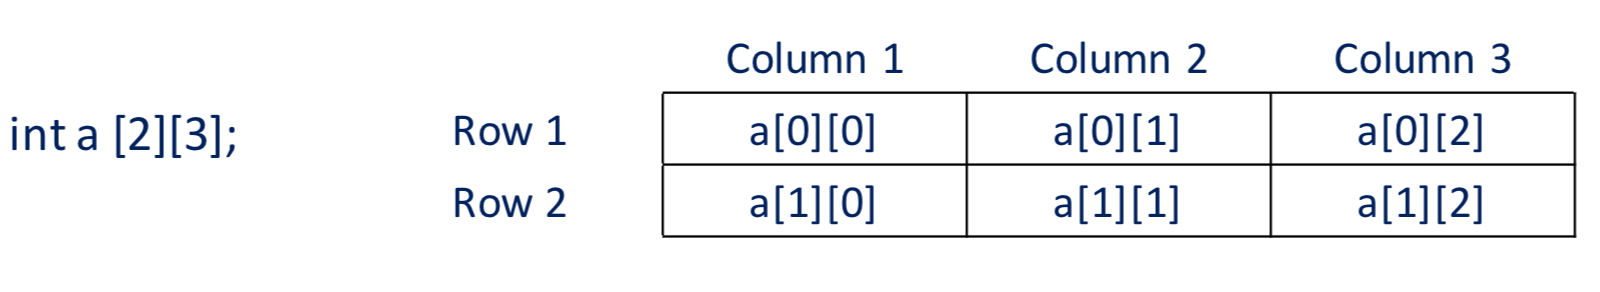 Column 1 Column 2 Column 3
int a [2][3]; Row 1 a[0][0] a[0][1] a[0][2]
Row 2 a[1][0] a[1][1] a[1][2]